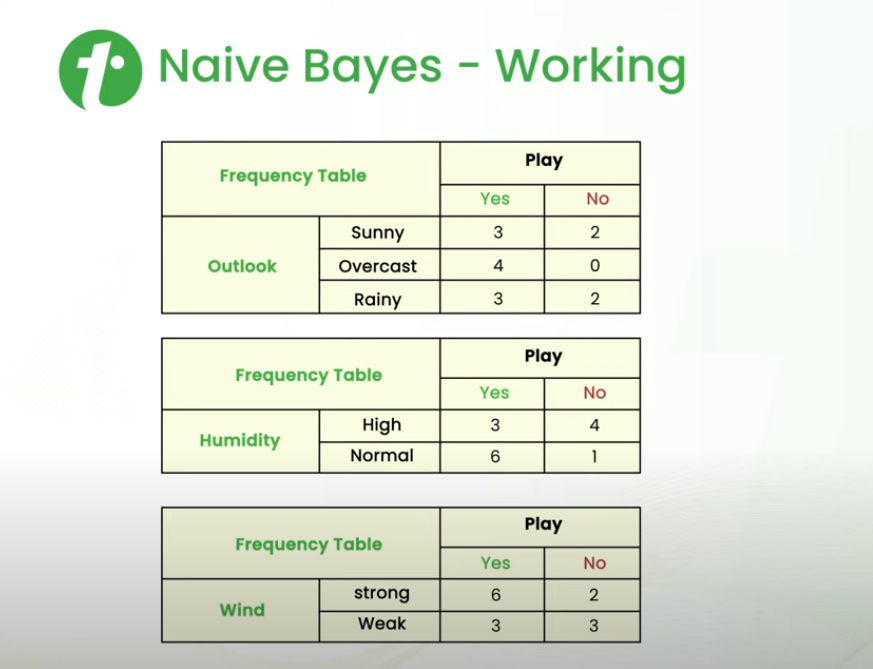 Naive Bayes - Working
Frequency Table
Play
Yes No
Outlook
Sunny 3 2
Overcast 4 0
Rainy 3 2
Frequency Table
Play
Yes No
Humidity
High 3 4
Normal 6 1
Frequency Table
Play
Yes No
Wind
strong 6 2
Weak 3 3